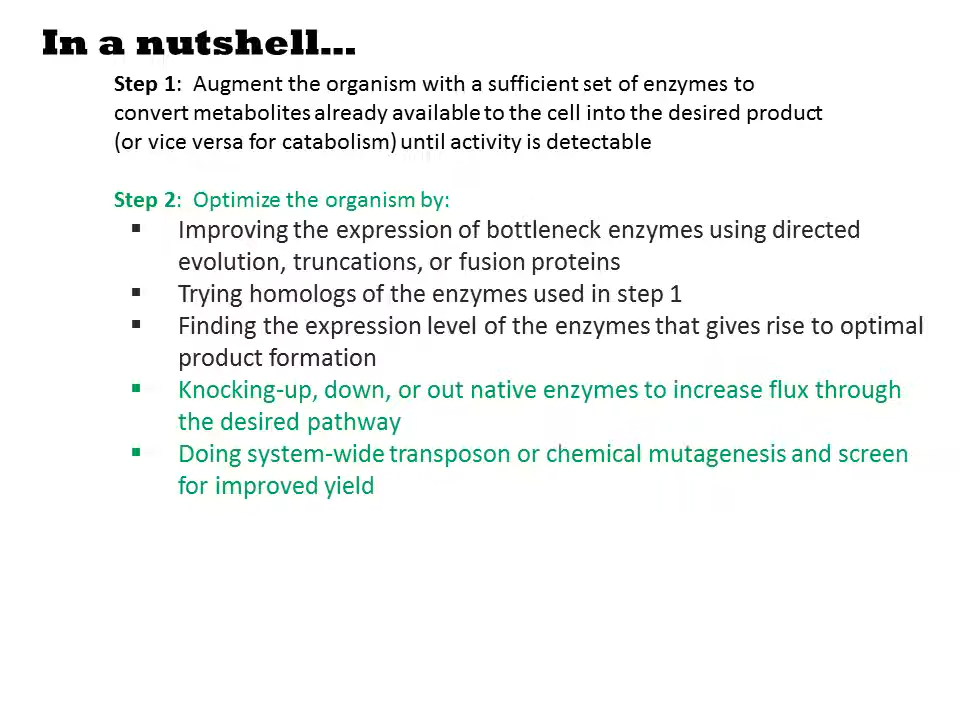 In a nutshell...
Step 1:  Augment the organism with a sufficient set of enzymes to
convert metabolites already available to the cell into the desired product
(or vice versa for catabolism) until activity is detectable
Step 2:  Optimize the organism by:
▪ Improving the expression of bottleneck enzymes using directed
evolution, truncations, or fusion proteins
▪ Trying homologs of the enzymes used in step 1
▪ Finding the expression level of the enzymes that gives rise to optimal
product formation
▪ Knocking-up, down, or out native enzymes to increase flux through
the desired pathway
▪ Doing system-wide transposon or chemical mutagenesis and screen
for improved yield